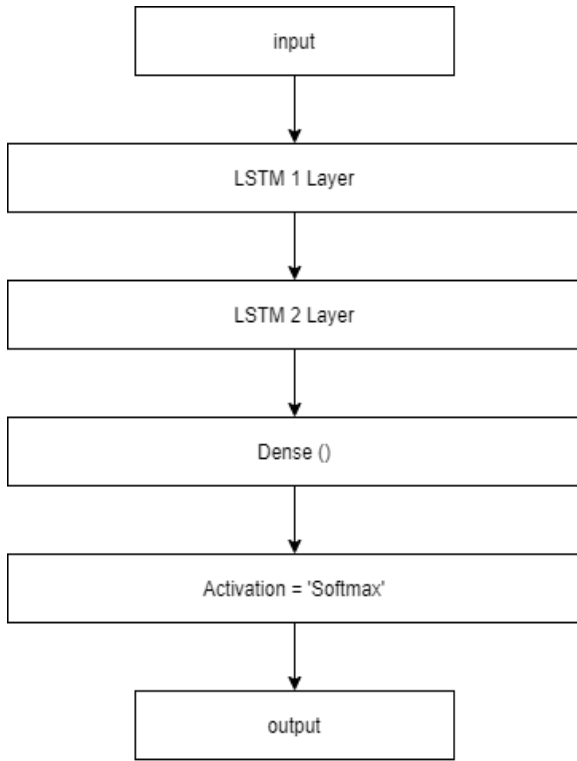 input
LSTM 1 Layer
LSTM 2 Layer
Dense ()
Activation = 'Softmax'
output